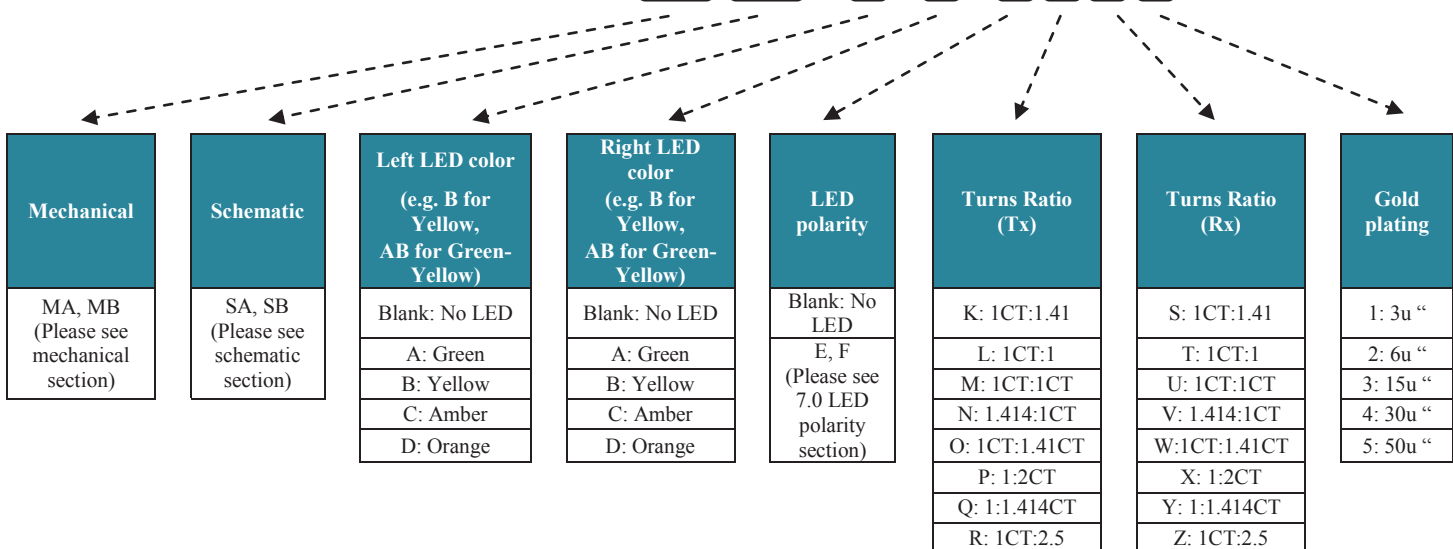 Mechanical
MA, MB
(Please see
mechanical
section)
Schematic
SA, SB
(Please see
schematic
section)
Left LED color
(e.g. B for
Yellow,
AB for Green-
Yellow)
Blank: No LED
A: Green
B: Yellow
C: Amber
D: Orange
Right LED
color
(e.g. B for
Yellow,
AB for Green-
Yellow)
Blank: No LED
A: Green
B: Yellow
C: Amber
D: Orange
LED
polarity
Blank: No
LED
E, F
(Please see
7.0 LED
polarity
section)
Turns Ratio
(Tx)
K: 1CT:1.41
L: 1CT:1
M: 1CT:1CT
N: 1.414:1CT
O: 1CT:1.41CT
P: 1:2CT
Q: 1:1.414CT
R: 1CT:2.5
Turns Ratio
(Rx)
S: 1CT:1.41
T: 1CT:1
U: 1CT:1CT
V: 1.414:1CT
W:1CT:1.41CT
X: 1:2CT
Y: 1:1.414CT
Z: 1CT:2.5
Gold
plating
1: 3u “
2: 6u “
3: 15u “
4: 30u “
5: 50u “